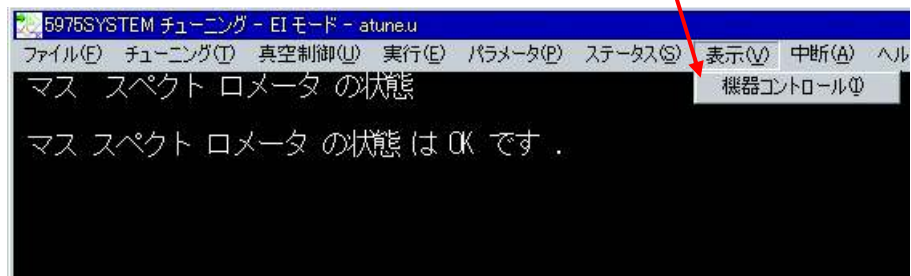 5975SYSTEM チューニング - EI モード - atune.u
ファイル(F) チューニング(T) 真空制御(U) 実行(E) パラメータ(P) ステータス(S) 表示(V) 中断(A) ヘル
マス スペクト ロメータ の状態
機器コントロール(I)
マス スペクト ロメータ の状態 は OK です .